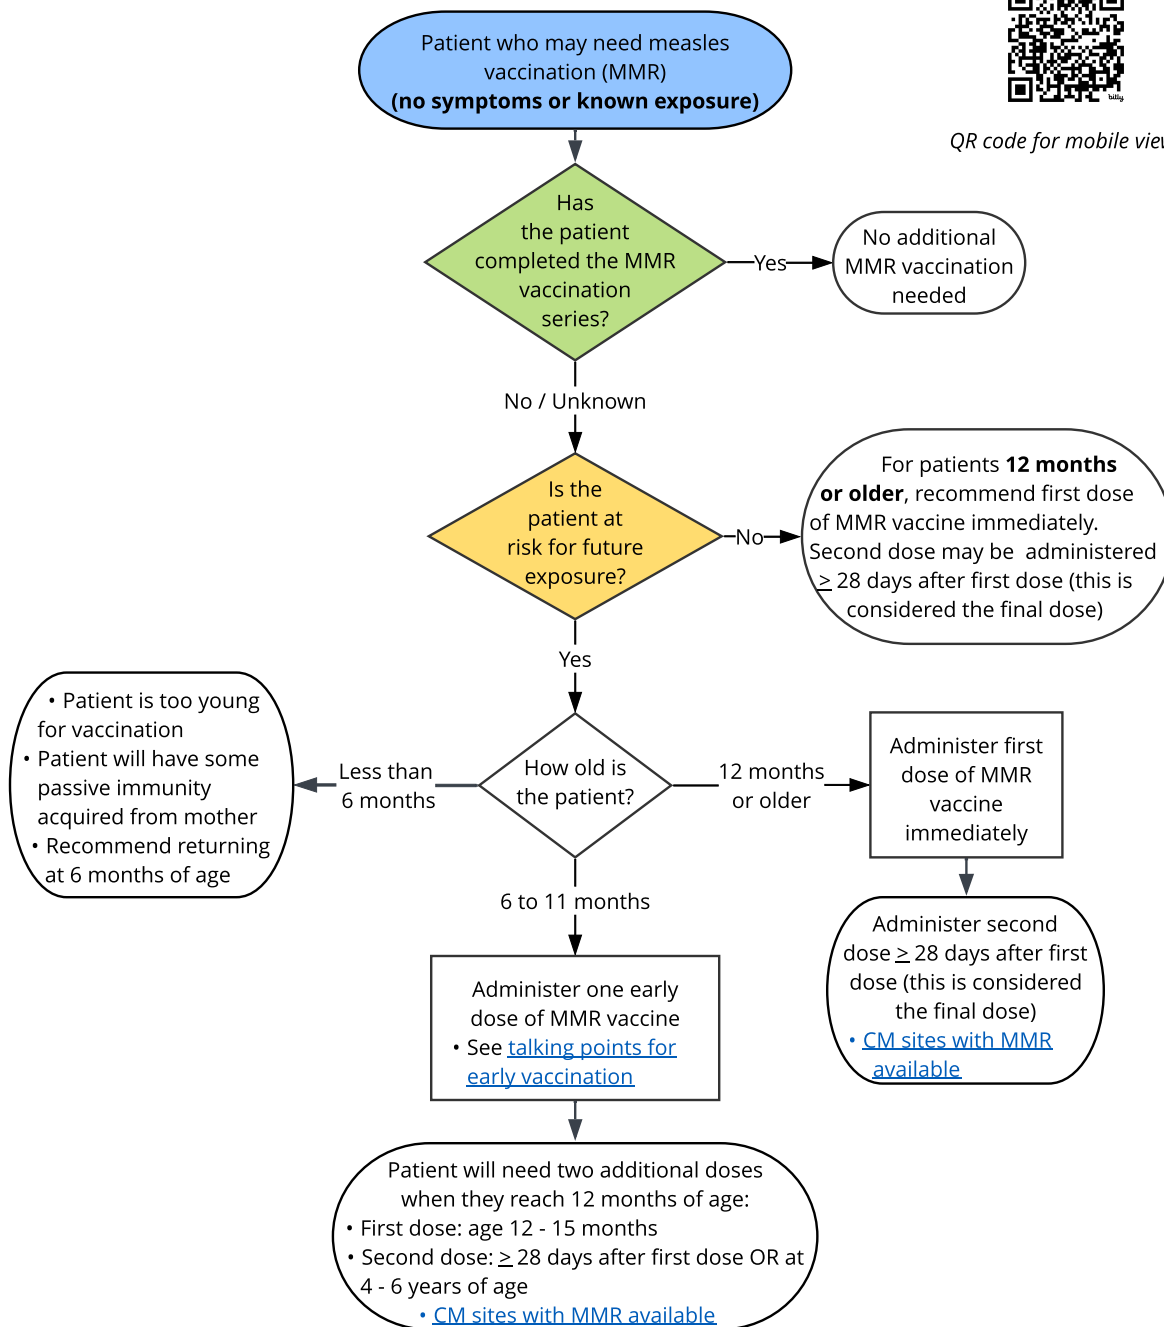 Patient who may need measles
vaccination (MMR)
(no symptoms or known exposure)
bitly
QR code for mobile view
Has
the patient
completed the MMR
vaccination
series?
Yes
No additional
MMR vaccination
needed
No / Unknown
Is the
patient at
risk for future
exposure?
No
For patients 12 months
or older, recommend first dose
of MMR vaccine immediately.
Second dose may be administered
≥ 28 days after first dose (this is
considered the final dose)
Yes
• Patient is too young
for vaccination
• Patient will have some
passive immunity
acquired from mother
• Recommend returning
at 6 months of age
Less than
6 months
How old is
the patient?
12 months
or older
Administer first
dose of MMR
vaccine
immediately
6 to 11 months
Administer second
dose ≥ 28 days after first
dose (this is considered
the final dose)
• CM sites with MMR
available
Administer one early
dose of MMR vaccine
• See talking points for
early vaccination
Patient will need two additional doses
when they reach 12 months of age:
• First dose: age 12 - 15 months
• Second dose: ≥ 28 days after first dose OR at
4 - 6 years of age
• CM sites with MMR available